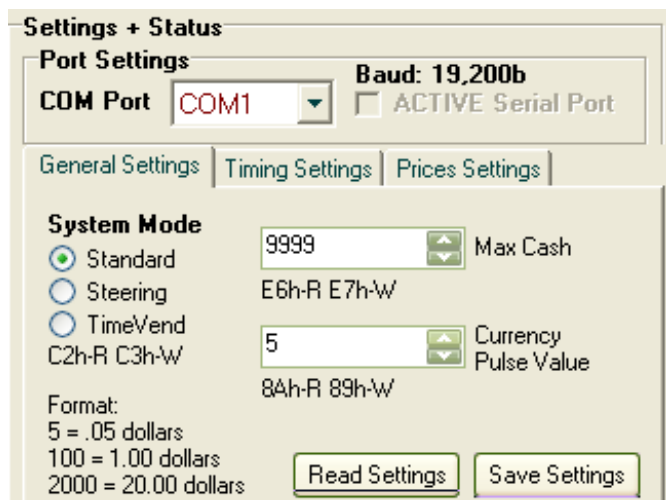 Settings + Status
Port Settings
Baud: 19,200b
COM Port COM1 ACTIVE Serial Port
General Settings Timing Settings Prices Settings
System Mode
Standard
Steering
TimeVend
C2h-R C3h-W
9999 Max Cash
E6h-R E7h-W
5 Currency
Pulse Value
8Ah-R 89h-W
Format:
5 = .05 dollars
100 = 1.00 dollars
2000 = 20.00 dollars
Read Settings Save Settings